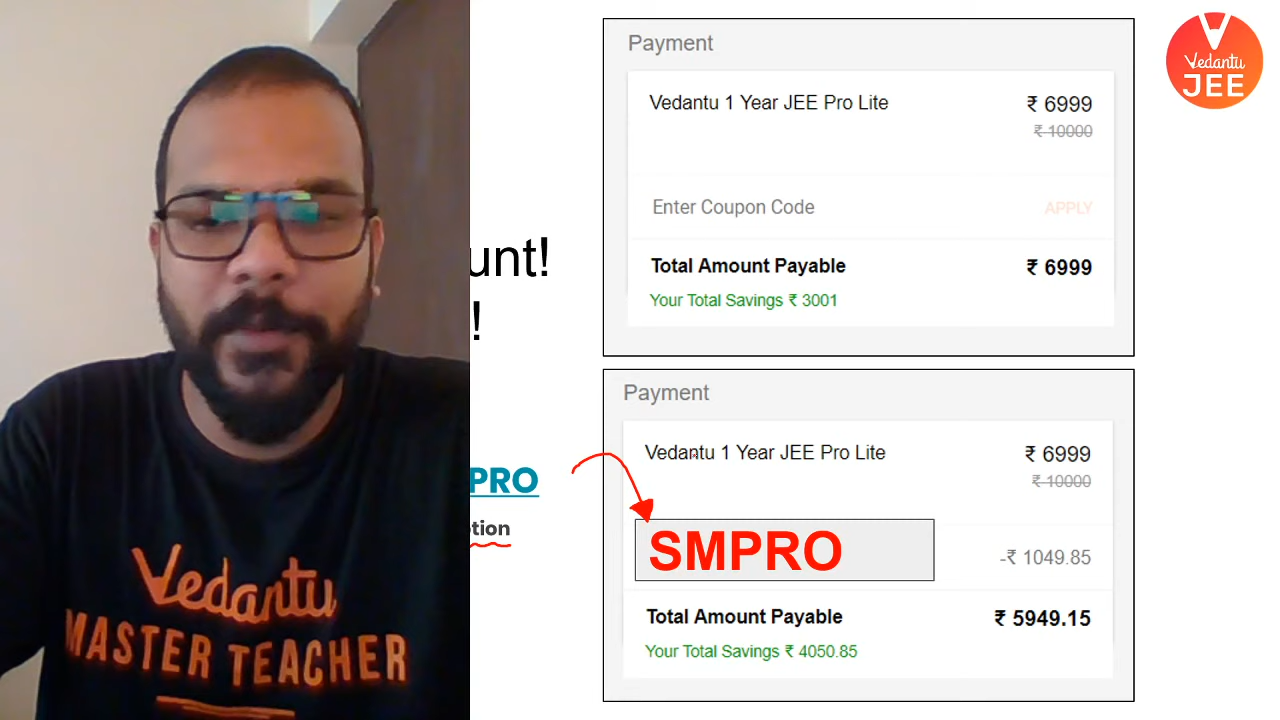 Vedantu
JEE
Payment
Vedantu 1 Year JEE Pro Lite ₹ 6999
₹ 10000
Enter Coupon Code APPLY
Total Amount Payable ₹ 6999
Your Total Savings ₹ 3001
unt!
!
PRO
tion
Payment
Vedantu 1 Year JEE Pro Lite ₹ 6999
₹ 10000
SMPRO -₹ 1049.85
Total Amount Payable ₹ 5949.15
Your Total Savings ₹ 4050.85
Vedantu
MASTER TEACHER